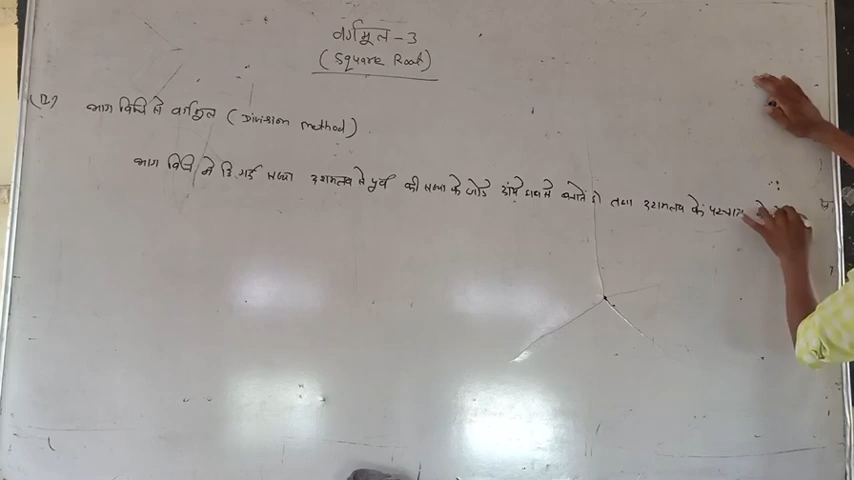 वर्गमूल - 3
(Square Root)
भाग विधि से वर्गमूल (Division method)
भाग विधि में दि गई संख्या दशमलव से पूर्व की संख्या के जोडे दांये से बनाते है तथा दशमलव के पश्चात